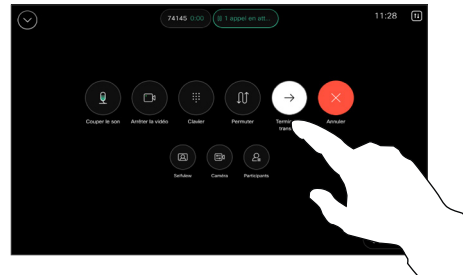 74145 0:00 1 appel en att...
11:28
Couper le son Arrêter la vidéo Clavier Permuter Annuler
Selfview Caméra Participants